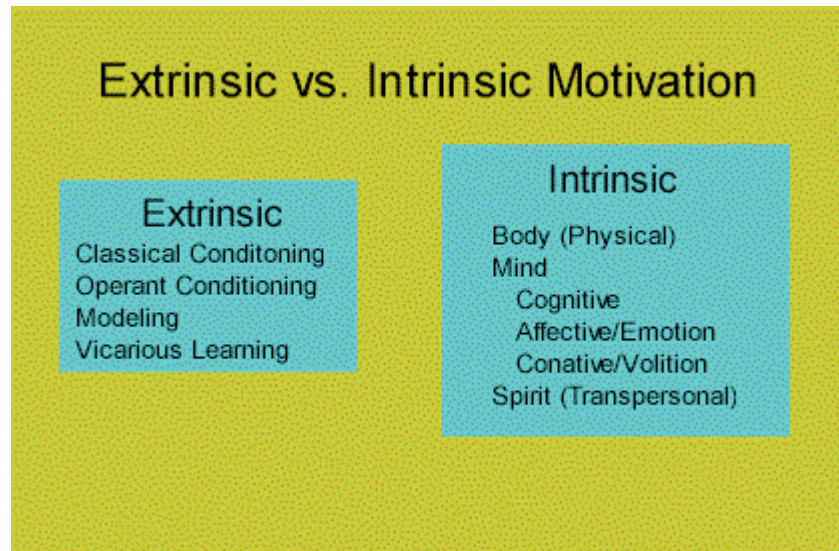 Extrinsic vs. Intrinsic Motivation
Extrinsic
Classical Conditoning
Operant Conditioning
Modeling
Vicarious Learning
Intrinsic
Body (Physical)
Mind
Cognitive
Affective/Emotion
Conative/Volition
Spirit (Transpersonal)